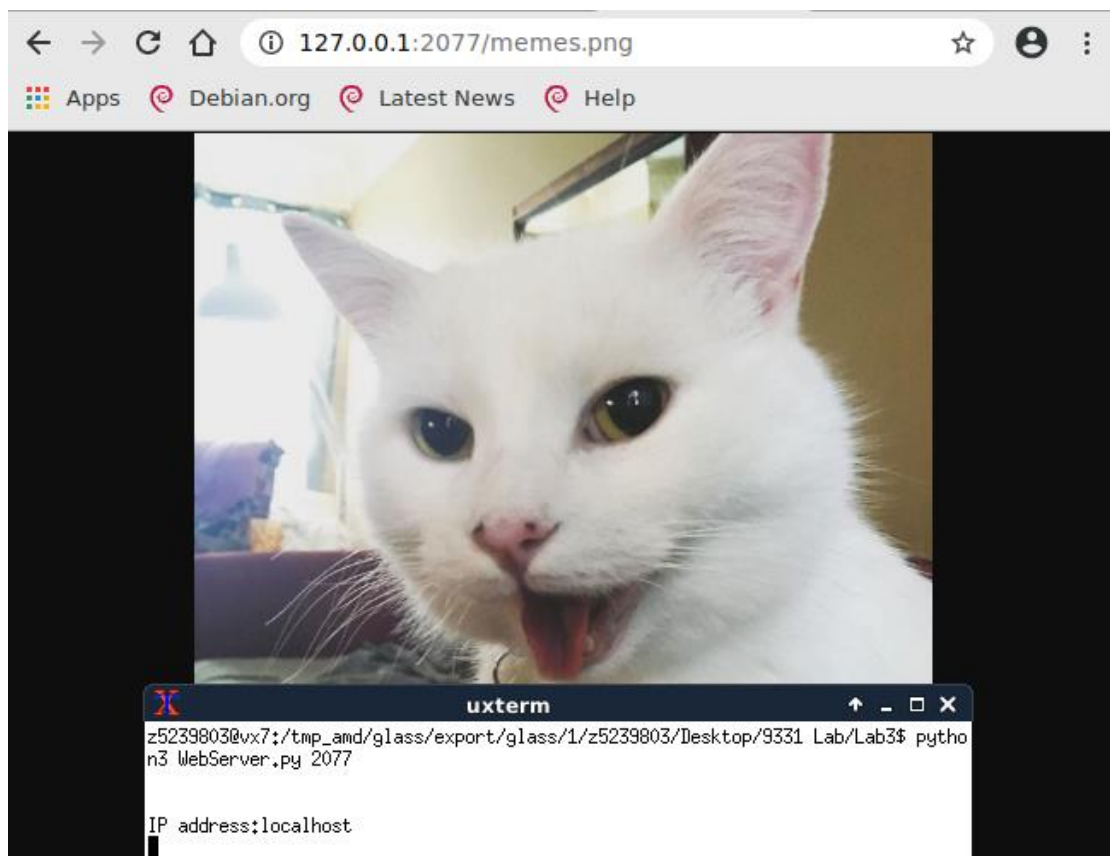 127.0.0.1:2077/memes.png
Apps Debian.org Latest News Help
uxterm
z5239803@vx7:/tmp_amd/glass/export/glass/1/z5239803/Desktop/9331 Lab/Lab3$ pytho
n3 WebServer.py 2077
IP address:localhost